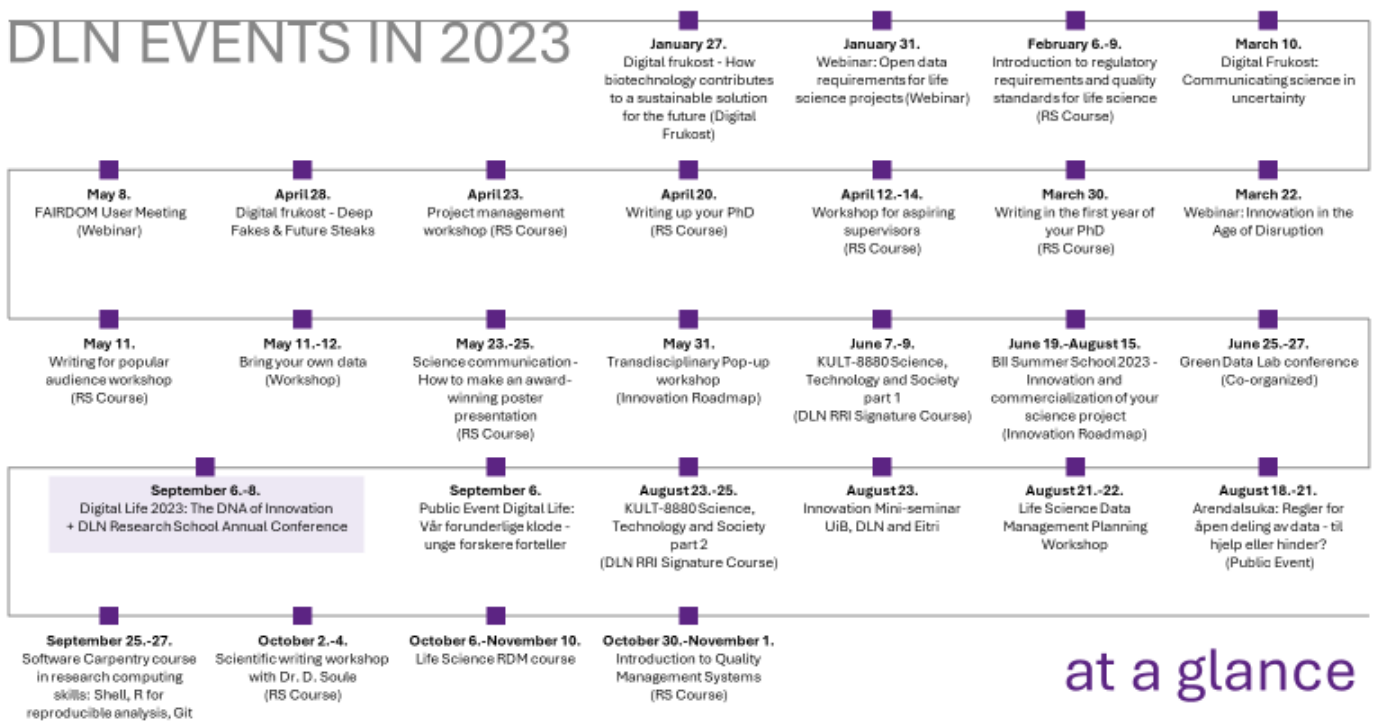 DLN EVENTS IN 2023
January 27.
Digital frukost - How
biotechnology contributes
to a sustainable solution
for the future (Digital
Frukost)
January 31.
Webinar: Open data
requirements for life
science projects (Webinar)
February 6.-9.
Introduction to regulatory
requirements and quality
standards for life science
(RS Course)
March 10.
Digital Frukost:
Communicating science in
uncertainty
May 8.
FAIRDOM User Meeting
(Webinar)
April 28.
Digital frukost - Deep
Fakes & Future Steaks
April 23.
Project management
workshop (RS Course)
April 20.
Writing up your PhD
(RS Course)
April 12.-14.
Workshop for aspiring
supervisors
(RS Course)
March 30.
Writing in the first year of
your PhD
(RS Course)
March 22.
Webinar: Innovation in the
Age of Disruption
May 11.
Writing for popular
audience workshop
(RS Course)
May 11.-12.
Bring your own data
(Workshop)
May 23.-25.
Science communication -
How to make an award-
winning poster
presentation
(RS Course)
May 31.
Transdisciplinary Pop-up
workshop
(Innovation Roadmap)
June 7.-9.
KULT-8880 Science,
Technology and Society
part 1
(DLN RRI Signature Course)
June 19.-August 15.
BII Summer School 2023 -
Innovation and
commercialization of your
science project
(Innovation Roadmap)
June 25.-27.
Green Data Lab conference
(Co-organized)
September 6.-8.
Digital Life 2023: The DNA of Innovation
+ DLN Research School Annual Conference
September 6.
Public Event Digital Life:
Vår forunderlige klode -
unge forskere forteller
August 23.-25.
KULT-8880 Science,
Technology and Society
part 2
(DLN RRI Signature Course)
August 23.
Innovation Mini-seminar
UiB, DLN and Eitri
August 21.-22.
Life Science Data
Management Planning
Workshop
August 18.-21.
Arendalsuka: Regler for
åpen deling av data - til
hjelp eller hinder?
(Public Event)
September 25.-27.
Software Carpentry course
in research computing
skills: Shell, R for
reproducible analysis, Git
October 2.-4.
Scientific writing workshop
with Dr. D. Soule
(RS Course)
October 6.-November 10.
Life Science RDM course
October 30.-November 1.
Introduction to Quality
Management Systems
(RS Course)
at a glance